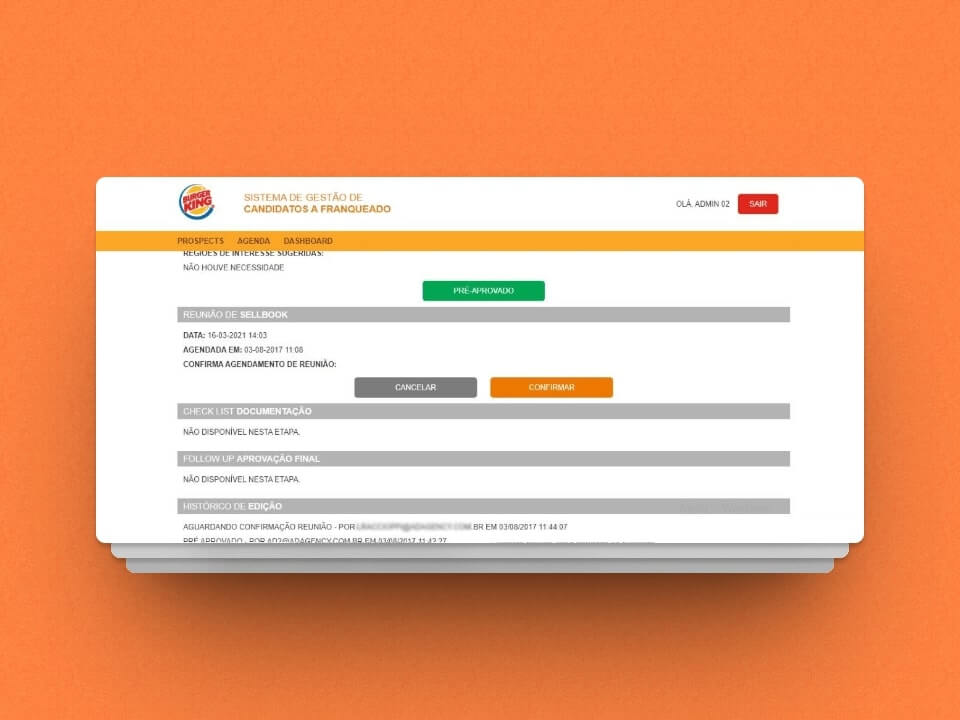 BURGER
KING
SISTEMA DE GESTÃO DE
CANDIDATOS A FRANQUEADO
OLÁ, ADMIN 02
SAIR
PROSPECTS AGENDA DASHBOARD
REGIÕES DE INTERESSE SUGERIDAS:
NÃO HOUVE NECESSIDADE
PRÉ-APROVADO
REUNIÃO DE SELLBOOK
DATA: 16-03-2021 14:03
AGENDADA EM: 03-08-2017 11:08
CONFIRMA AGENDAMENTO DE REUNIÃO:
CANCELAR CONFIRMAR
CHECK LIST DOCUMENTAÇÃO
NÃO DISPONÍVEL NESTA ETAPA.
FOLLOW UP APROVAÇÃO FINAL
NÃO DISPONÍVEL NESTA ETAPA.
HISTÓRICO DE EDIÇÃO
AGUARDANDO CONFIRMAÇÃO REUNIÃO - POR .BR EM 03/08/2017 11:44:07
PRÉ APROVADO - POR AD2@ADAGENCY.COM.BR EM 03/08/2017 11:42:27